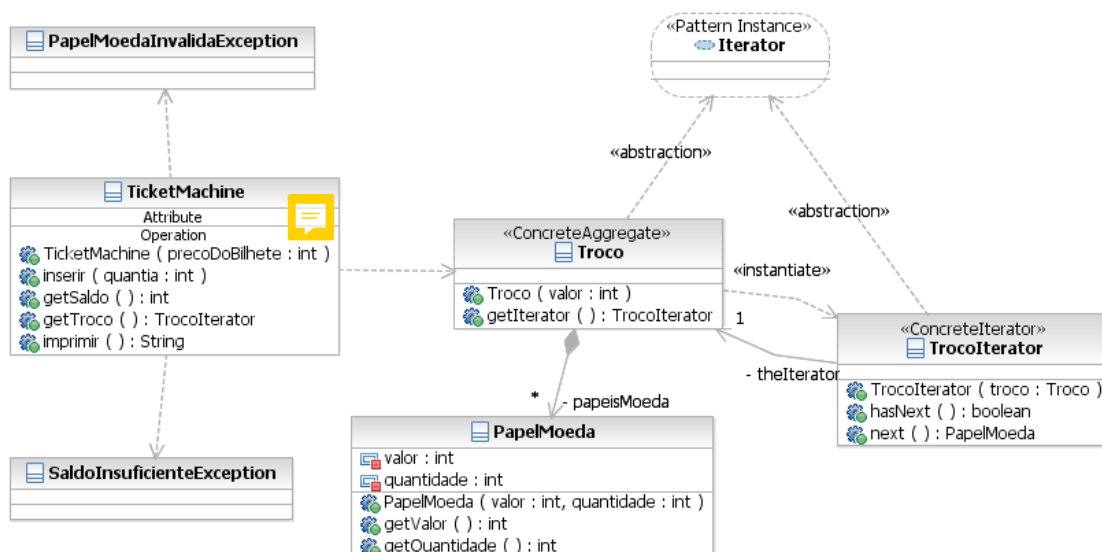 PapelMoedaInvalidaException
«Pattern Instance»
Iterator
«abstraction»
TicketMachine
Attribute
Operation
TicketMachine ( precoDoBilhete : int )
inserir ( quantia : int )
getSaldo ( ) : int
getTroco ( ) : TrocoIterator
imprimir ( ) : String
«abstraction»
«ConcreteAggregate»
Troco
Troco ( valor : int )
getIterator ( ) : TrocoIterator
«instantiate»
1
«ConcreteIterator»
TrocoIterator
TrocoIterator ( troco : Troco )
hasNext ( ) : boolean
next ( ) : PapelMoeda
- theIterator
*
- papeisMoeda
PapelMoeda
valor : int
quantidade : int
PapelMoeda ( valor : int, quantidade : int )
getValor ( ) : int
getQuantidade ( ) : int
SaldoInsuficienteException